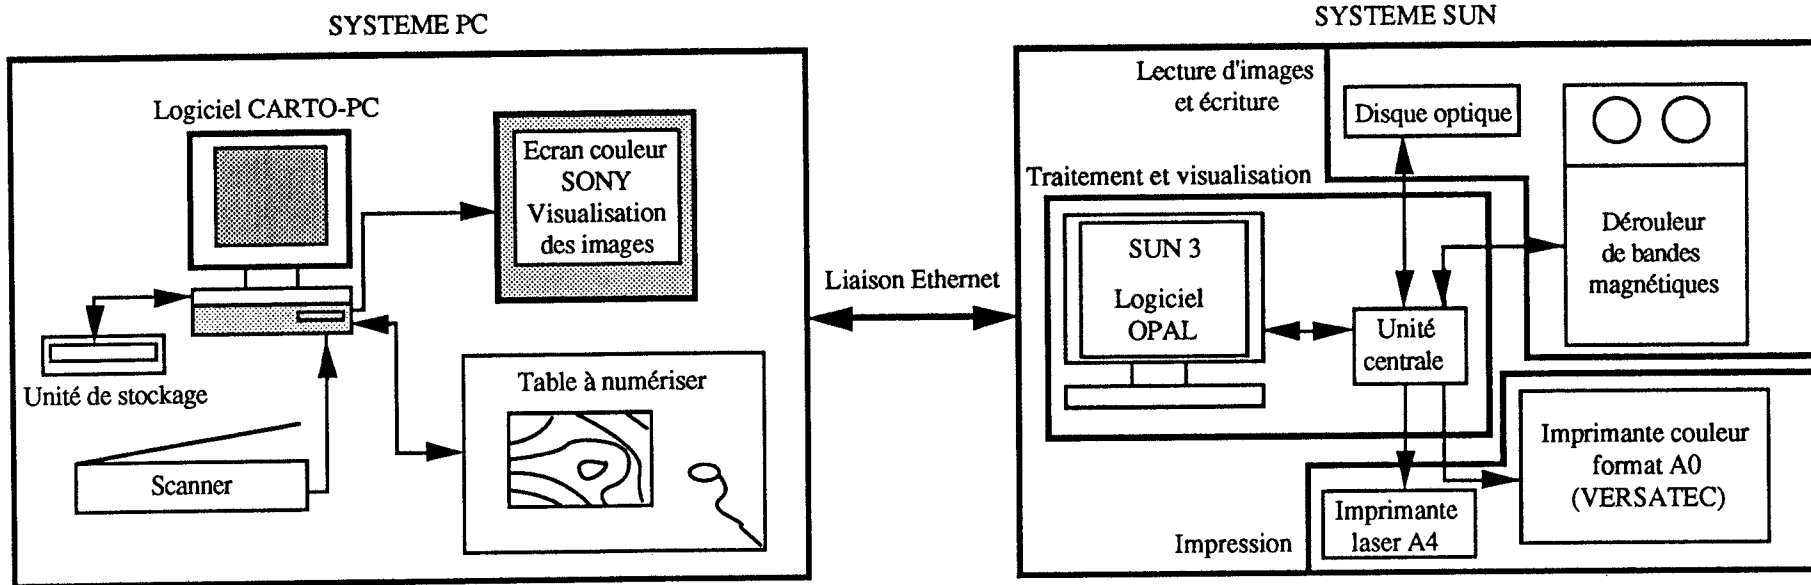 SYSTEME PC
Logiciel CARTO-PC
Ecran couleur
SONY
Visualisation
des images
Unité de stockage
Scanner
Table à numériser
Liaison Ethernet
SYSTEME SUN
Lecture d'images
et écriture
Disque optique
Dérouleur
de bandes
magnétiques
Traitement et visualisation
SUN 3
Logiciel
OPAL
Unité
centrale
Imprimante couleur
format A0
(VERSATEC)
Imprimante
laser A4
Impression